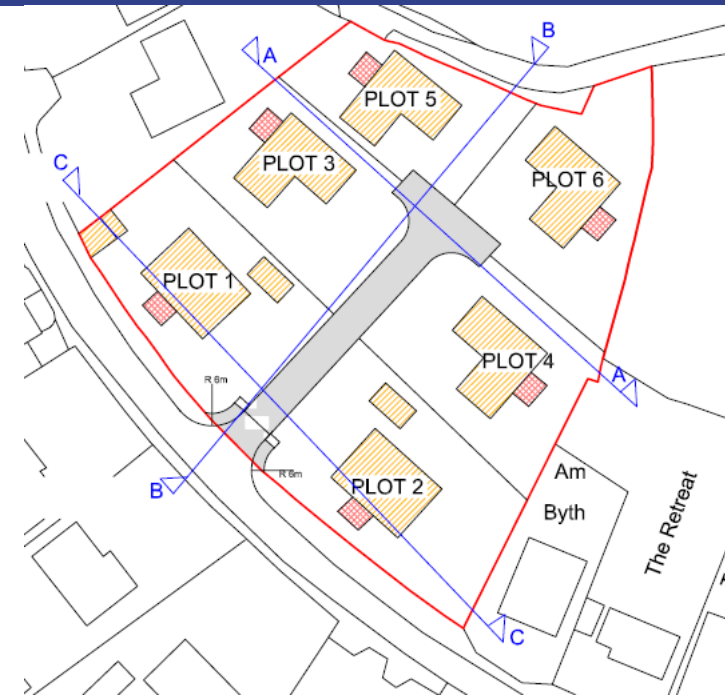 B
A
PLOT 5
PLOT 3
C
PLOT 6
PLOT 1
PLOT 4
A
R 6m
R 6m
PLOT 2
B
Am
Byth
The Retreat
C